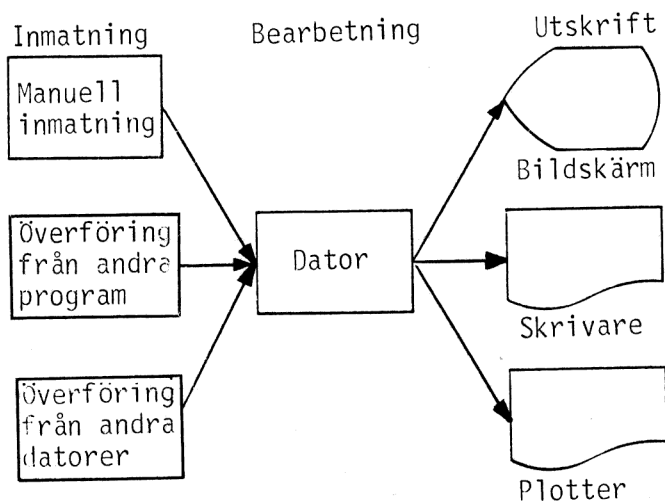 Inmatning
Bearbetning
Utskrift
Manuell
inmatning
Bildskärm
Överföring
från andra
program
Dator
Skrivare
Överföring
från andra
datorer
Plotter